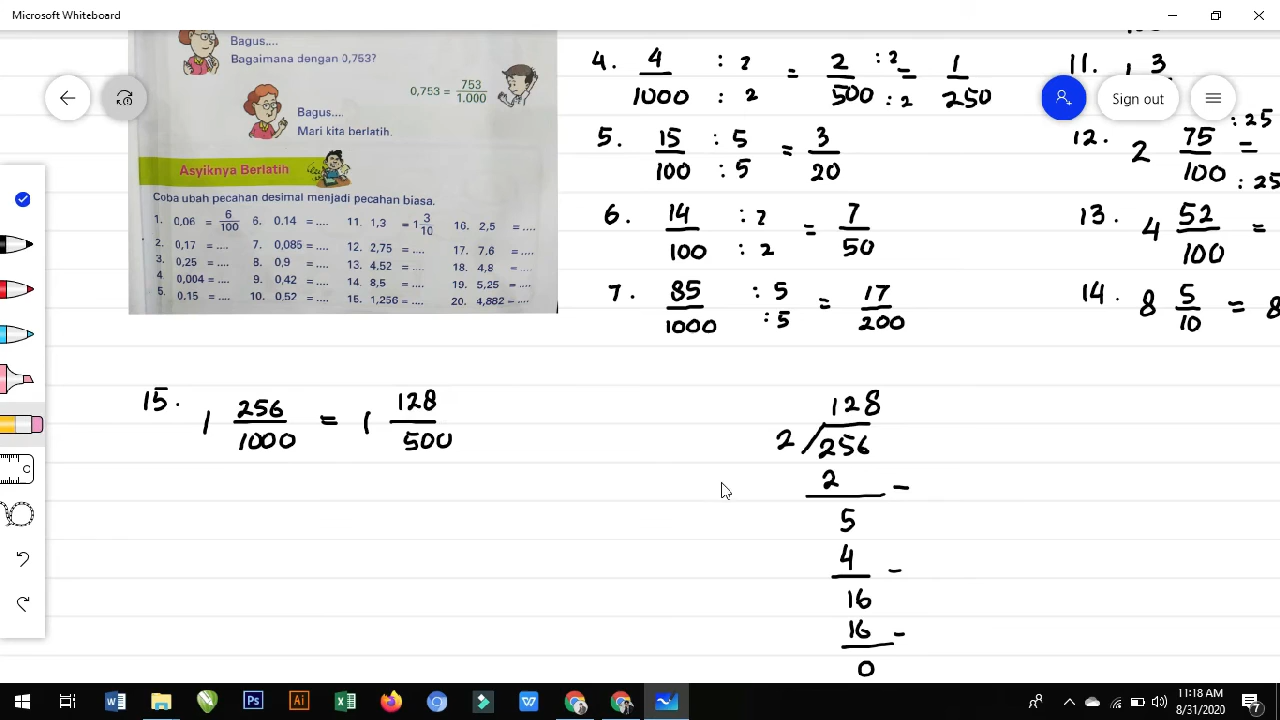 Microsoft Whiteboard
Bagus....
Bagaimana dengan 0,753?
0,753 = 753/1.000
Bagus....
Mari kita berlatih.
Asyiknya Berlatih
Coba ubah pecahan desimal menjadi pecahan biasa.
1. 0,06 = 6/100 6. 0,14 = .... 11. 1,3 = 1 3/10 16. 2,5 = ....
2. 0,17 = .... 7. 0,085 = .... 12. 2,75 = .... 17. 7,6 = ....
3. 0,25 = .... 8. 0,9 = .... 13. 4,52 = .... 18. 4,8 = ....
4. 0,004 = .... 9. 0,42 = .... 14. 8,5 = .... 19. 5,25 = ....
5. 0,15 = .... 10. 0,52 = .... 15. 1,256 = .... 20. 4,882 = ....
4. 4/1000 : 2 / : 2 = 2/500 : 2 / : 2 = 1/250
5. 15/100 : 5 / : 5 = 3/20
6. 14/100 : 2 / : 2 = 7/50
7. 85/1000 : 5 / : 5 = 17/200
11. 1 3
Sign out
12. 2 75/100 : 25 / : 25 =
13. 4 52/100 =
14. 8 5/10 = 8
15. 1 256/1000 = 1 128/500
128
2 / 256
2 -
5
4 -
16
16 -
0
11:18 AM
8/31/2020
7